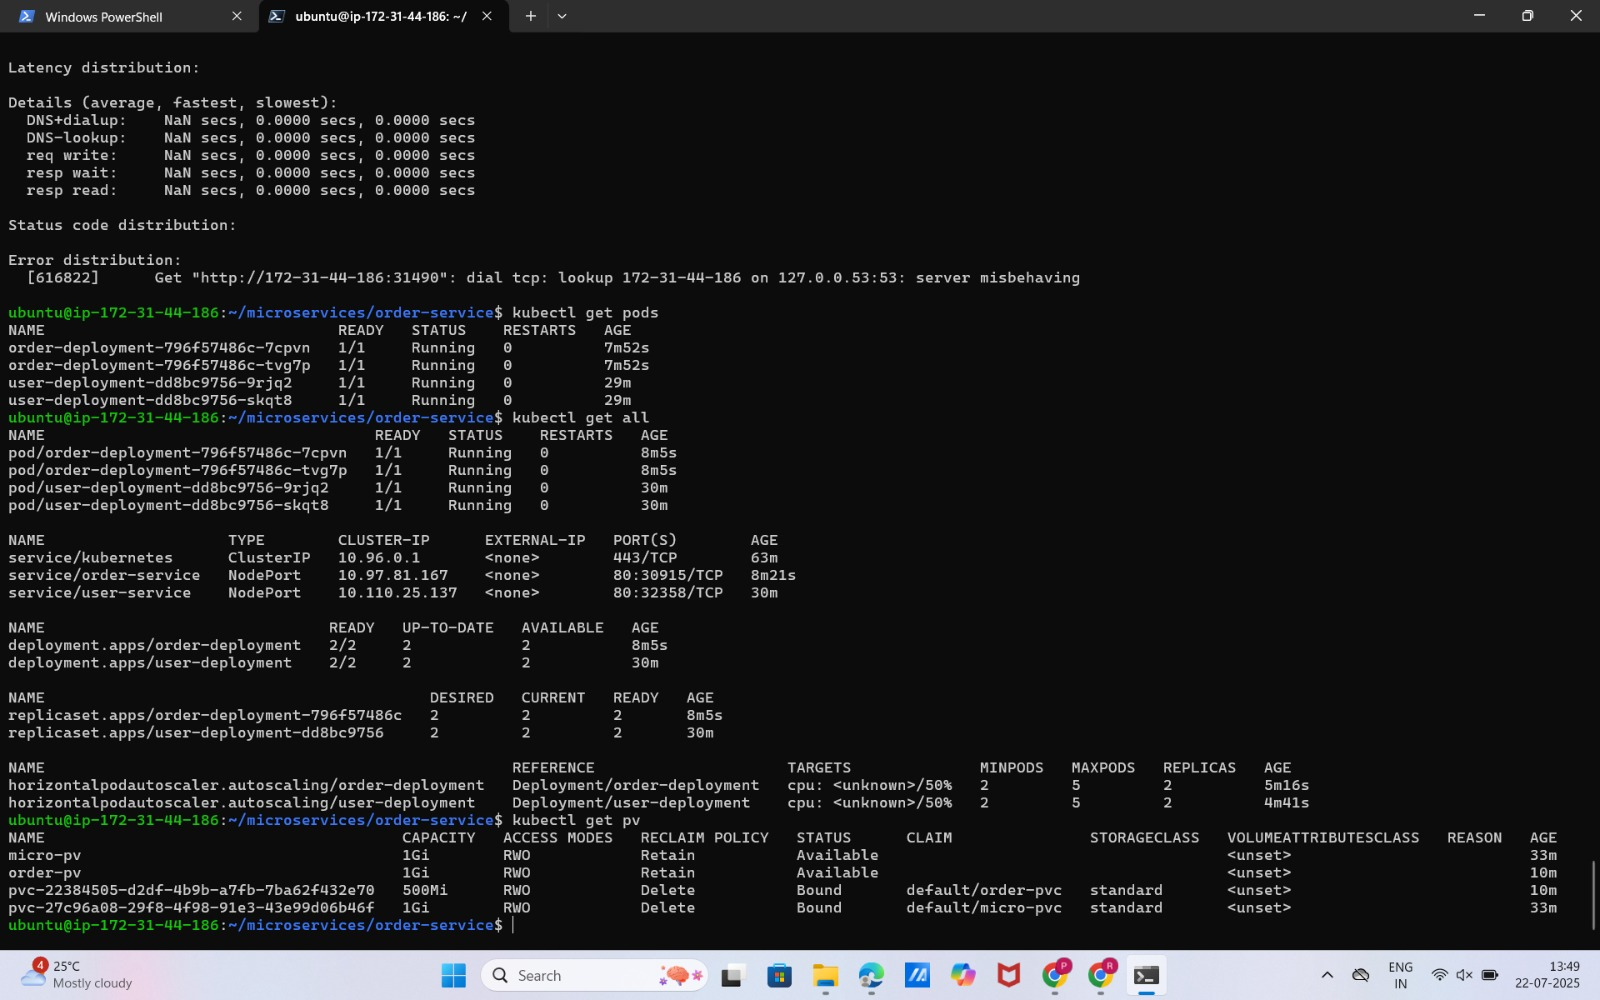 Windows PowerShell
ubuntu@ip-172-31-44-186: ~/
Latency distribution:
Details (average, fastest, slowest):
DNS+dialup: NaN secs, 0.0000 secs, 0.0000 secs
DNS-lookup: NaN secs, 0.0000 secs, 0.0000 secs
req write: NaN secs, 0.0000 secs, 0.0000 secs
resp wait: NaN secs, 0.0000 secs, 0.0000 secs
resp read: NaN secs, 0.0000 secs, 0.0000 secs
Status code distribution:
Error distribution:
[616822] Get "http://172-31-44-186:31490": dial tcp: lookup 172-31-44-186 on 127.0.0.53:53: server misbehaving
ubuntu@ip-172-31-44-186:~/microservices/order-service$ kubectl get pods
NAME READY STATUS RESTARTS AGE
order-deployment-796f57486c-7cpvn 1/1 Running 0 7m52s
order-deployment-796f57486c-tvg7p 1/1 Running 0 7m52s
user-deployment-dd8bc9756-9rjq2 1/1 Running 0 29m
user-deployment-dd8bc9756-skqt8 1/1 Running 0 29m
ubuntu@ip-172-31-44-186:~/microservices/order-service$ kubectl get all
NAME READY STATUS RESTARTS AGE
pod/order-deployment-796f57486c-7cpvn 1/1 Running 0 8m5s
pod/order-deployment-796f57486c-tvg7p 1/1 Running 0 8m5s
pod/user-deployment-dd8bc9756-9rjq2 1/1 Running 0 30m
pod/user-deployment-dd8bc9756-skqt8 1/1 Running 0 30m
NAME TYPE CLUSTER-IP EXTERNAL-IP PORT(S) AGE
service/kubernetes ClusterIP 10.96.0.1 <none> 443/TCP 63m
service/order-service NodePort 10.97.81.167 <none> 80:30915/TCP 8m21s
service/user-service NodePort 10.110.25.137 <none> 80:32358/TCP 30m
NAME READY UP-TO-DATE AVAILABLE AGE
deployment.apps/order-deployment 2/2 2 2 8m5s
deployment.apps/user-deployment 2/2 2 2 30m
NAME DESIRED CURRENT READY AGE
replicaset.apps/order-deployment-796f57486c 2 2 2 8m5s
replicaset.apps/user-deployment-dd8bc9756 2 2 2 30m
NAME REFERENCE TARGETS MINPODS MAXPODS REPLICAS AGE
horizontalpodautoscaler.autoscaling/order-deployment Deployment/order-deployment cpu: <unknown>/50% 2 5 2 5m16s
horizontalpodautoscaler.autoscaling/user-deployment Deployment/user-deployment cpu: <unknown>/50% 2 5 2 4m41s
ubuntu@ip-172-31-44-186:~/microservices/order-service$ kubectl get pv
NAME CAPACITY ACCESS MODES RECLAIM POLICY STATUS CLAIM STORAGECLASS VOLUMEATTRIBUTESCLASS REASON AGE
micro-pv 1Gi RWO Retain Available <unset> 33m
order-pv 1Gi RWO Retain Available <unset> 10m
pvc-22384505-d2df-4b9b-a7fb-7ba62f432e70 500Mi RWO Delete Bound default/order-pvc standard <unset> 10m
pvc-27c96a08-29f8-4f98-91e3-43e99d06b46f 1Gi RWO Delete Bound default/micro-pvc standard <unset> 33m
ubuntu@ip-172-31-44-186:~/microservices/order-service$
4
25°C
Mostly cloudy
Search
P
R
ENG
IN
13:49
22-07-2025